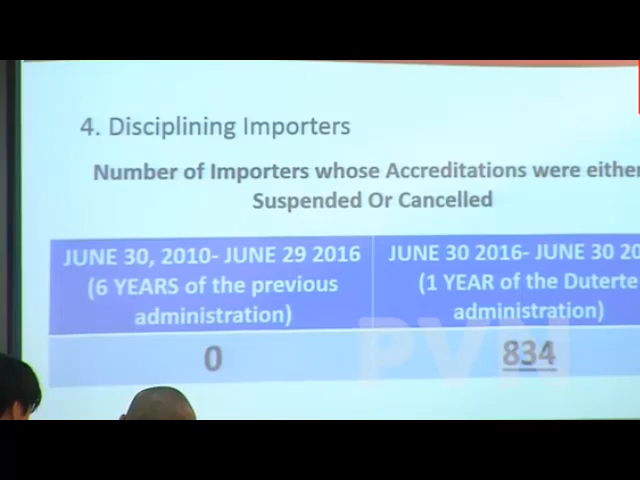 4. Disciplining Importers
Number of Importers whose Accreditations were either
Suspended Or Cancelled
JUNE 30, 2010- JUNE 29 2016
(6 YEARS of the previous
administration)
JUNE 30 2016- JUNE 30 20
(1 YEAR of the Duterte
administration)
0
834
PVN